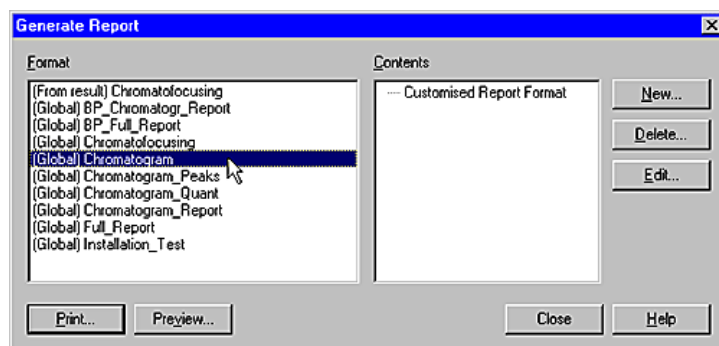 Generate Report
Format
Contents
(From result) Chromatofocusing
(Global) BP_Chromatogr_Report
(Global) BP_Full_Report
(Global) Chromatofocusing
(Global) Chromatogram
(Global) Chromatogram_Peaks
(Global) Chromatogram_Quant
(Global) Chromatogram_Report
(Global) Full_Report
(Global) Installation_Test
Customised Report Format
New...
Delete...
Edit...
Print...
Preview...
Close
Help